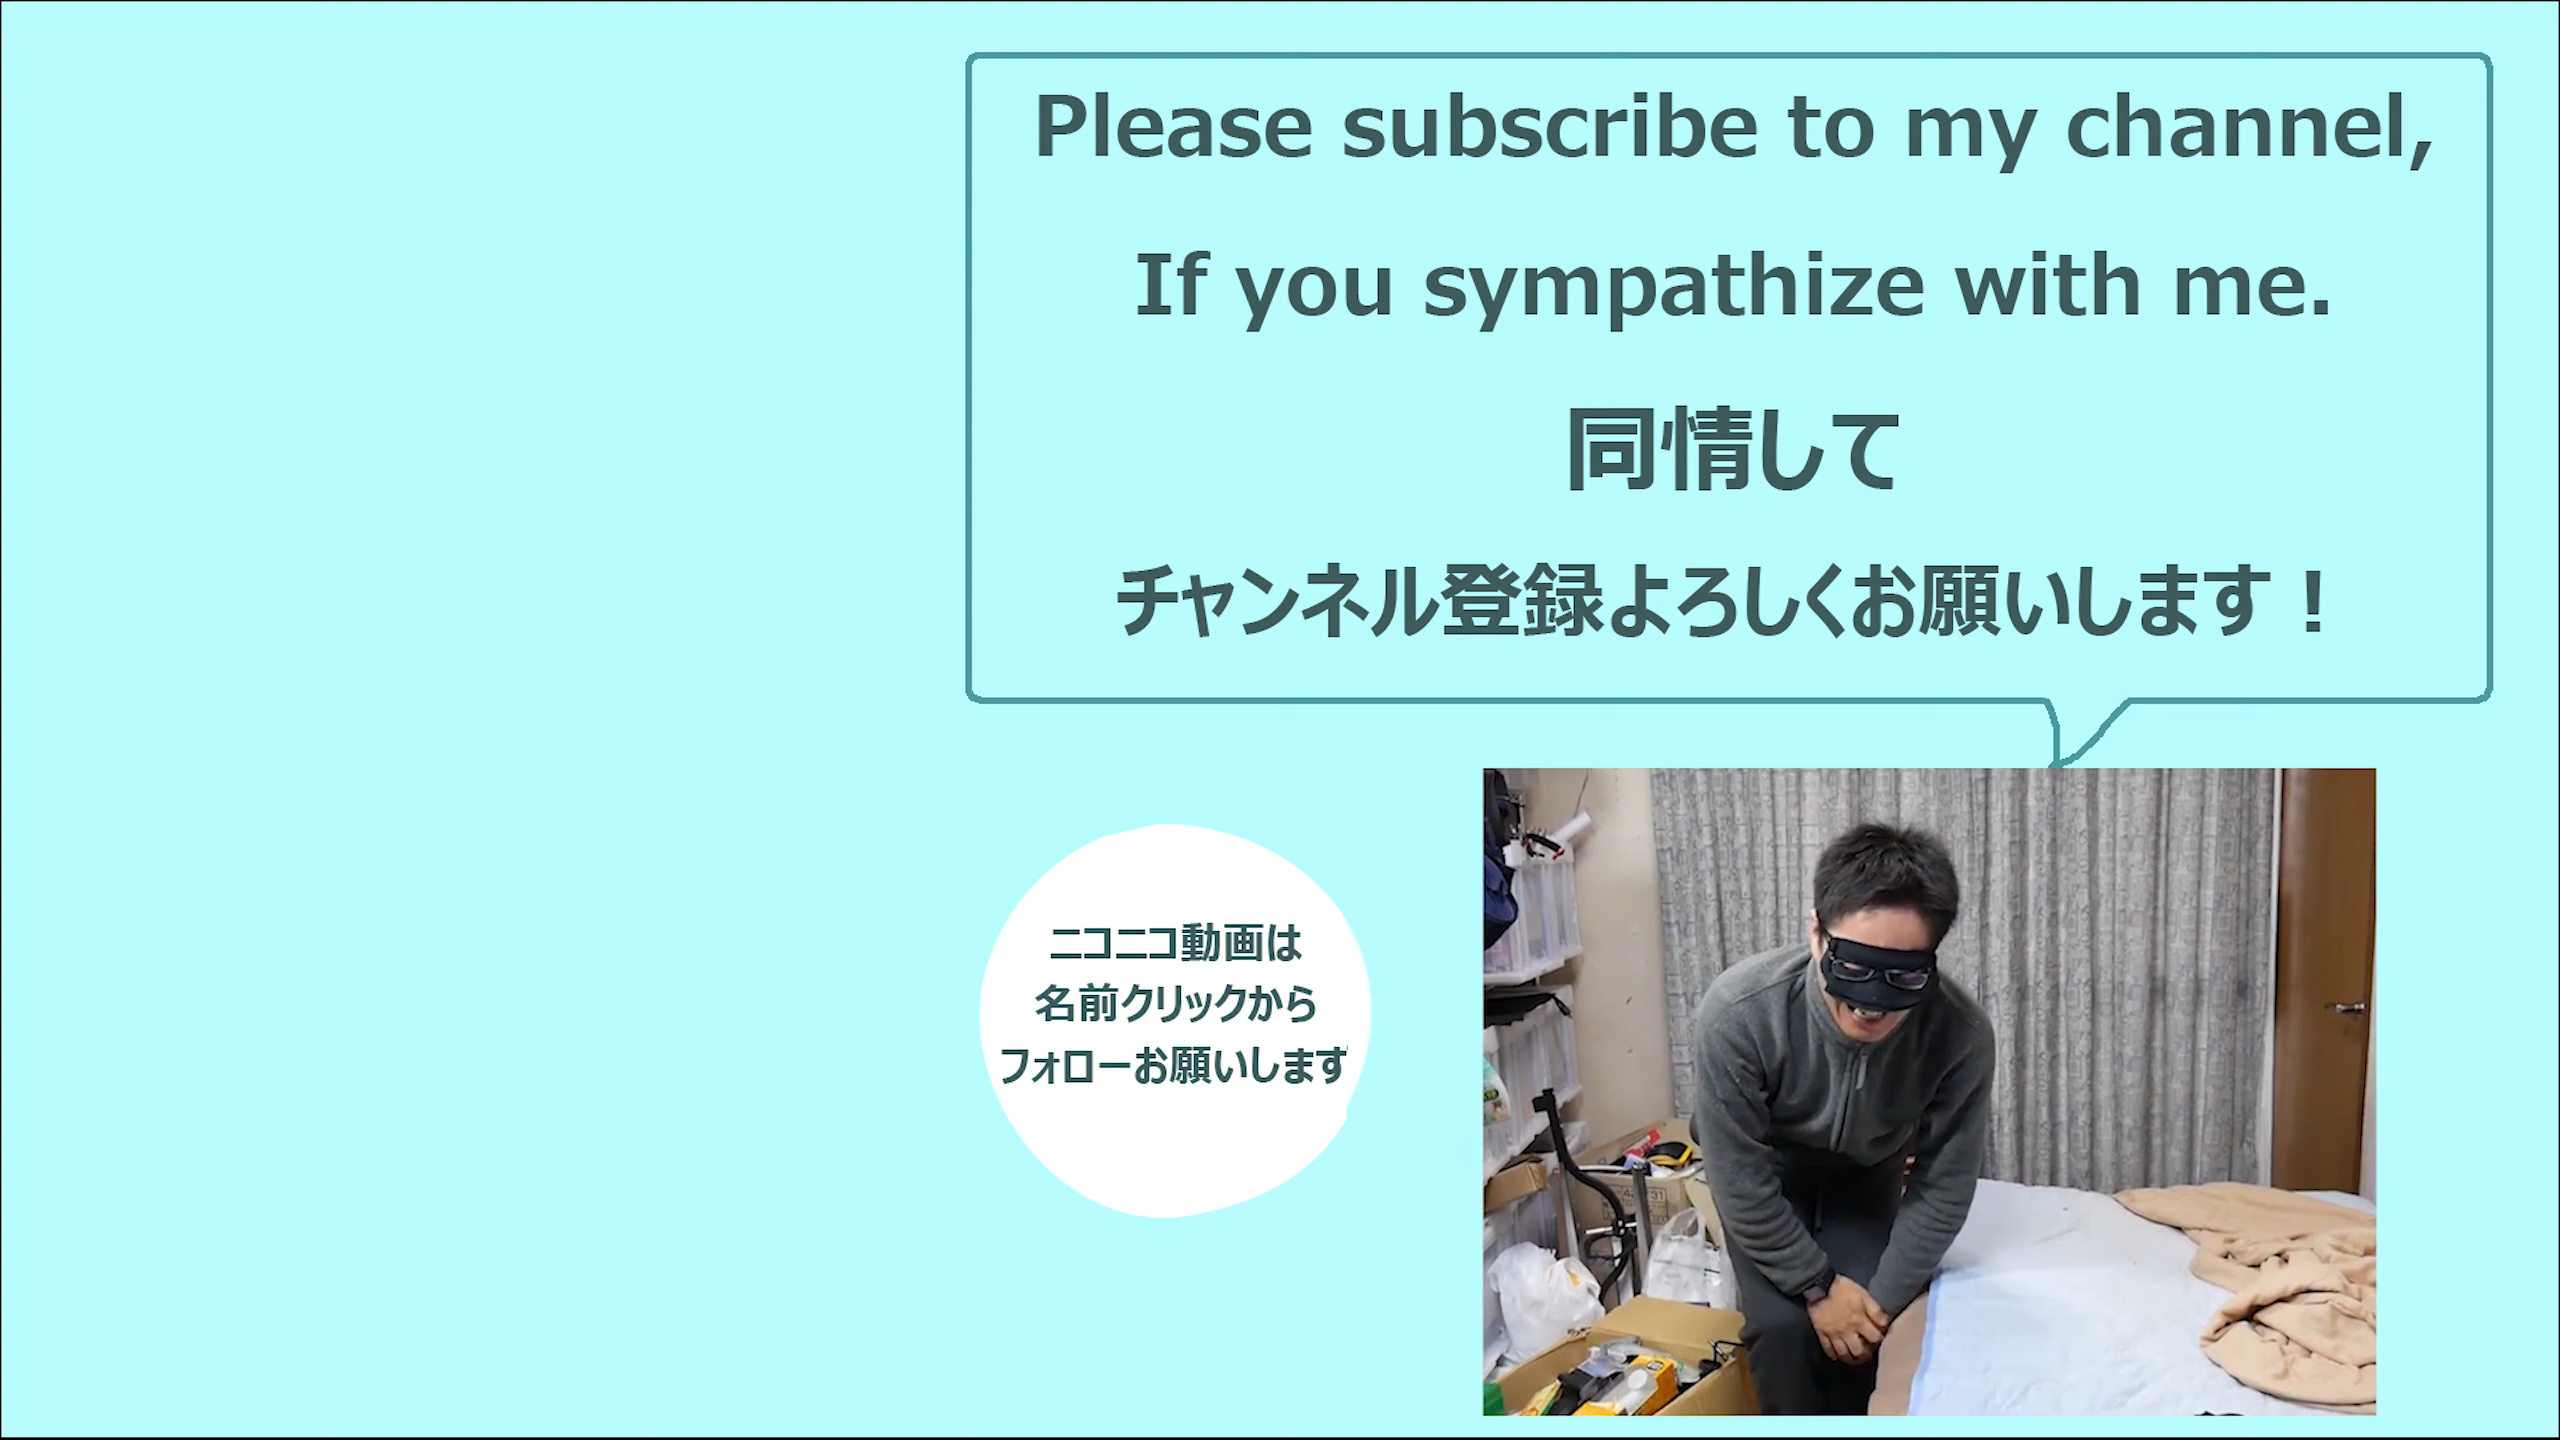 Please subscribe to my channel,
If you sympathize with me.
同情して
チャンネル登録よろしくお願いします！
ニコニコ動画は
名前クリックから
フォローお願いします